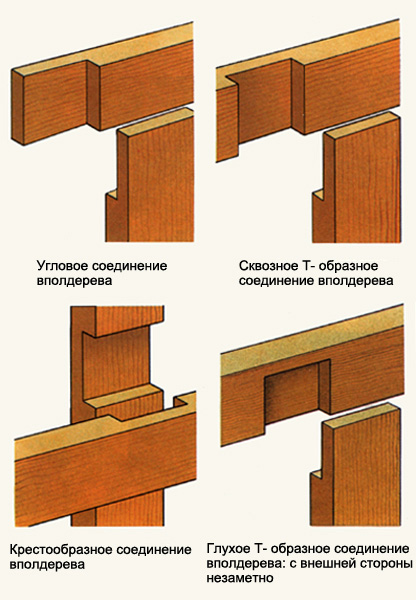 Угловое соединение
вполдерева
Сквозное Т- образное
соединение вполдерева
Крестообразное соединение
вполдерева
Глухое Т- образное соединение
вполдерева: с внешней стороны
незаметно